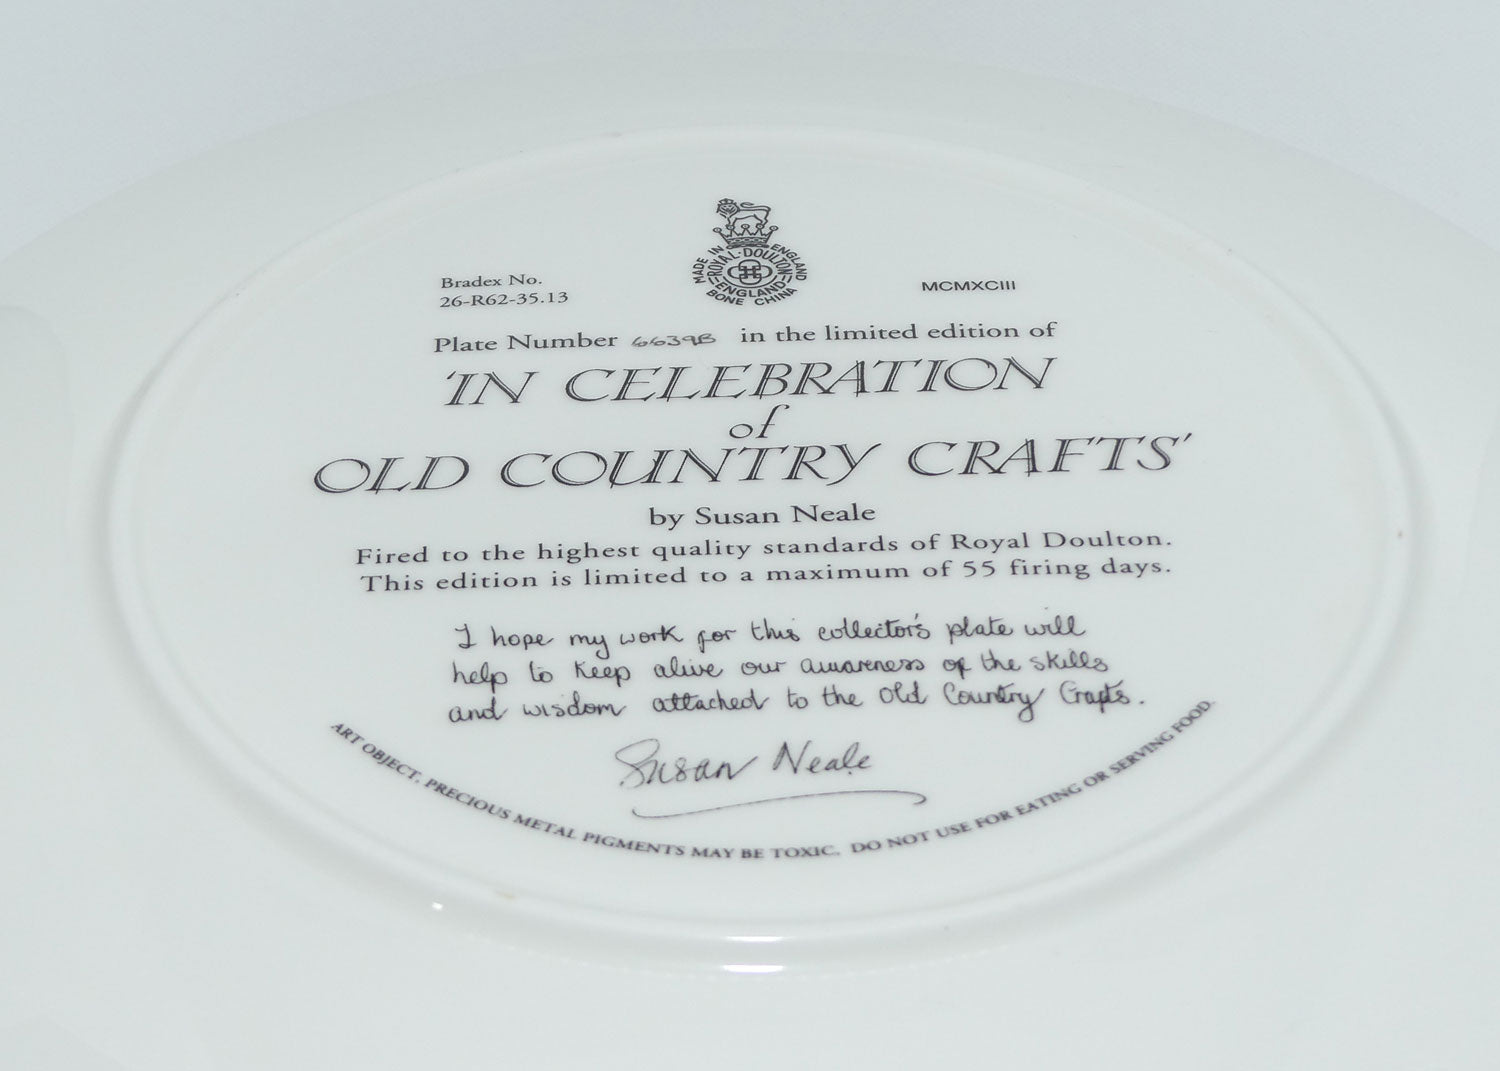 MADE IN ENGLAND
ROYAL·DOULTON
ENGLAND
BONE CHINA
Bradex No.
26-R62-35.13
MCMXCIII
Plate Number 6639B in the limited edition of
'IN CELEBRATION
of
OLD COUNTRY CRAFTS'
by Susan Neale
Fired to the highest quality standards of Royal Doulton.
This edition is limited to a maximum of 55 firing days.
I hope my work for this collector's plate will
help to keep alive our awareness of the skills
and wisdom attached to the Old Country Crafts.
Susan Neale
ART OBJECT, PRECIOUS METAL PIGMENTS MAY BE TOXIC. DO NOT USE FOR EATING OR SERVING FOOD.